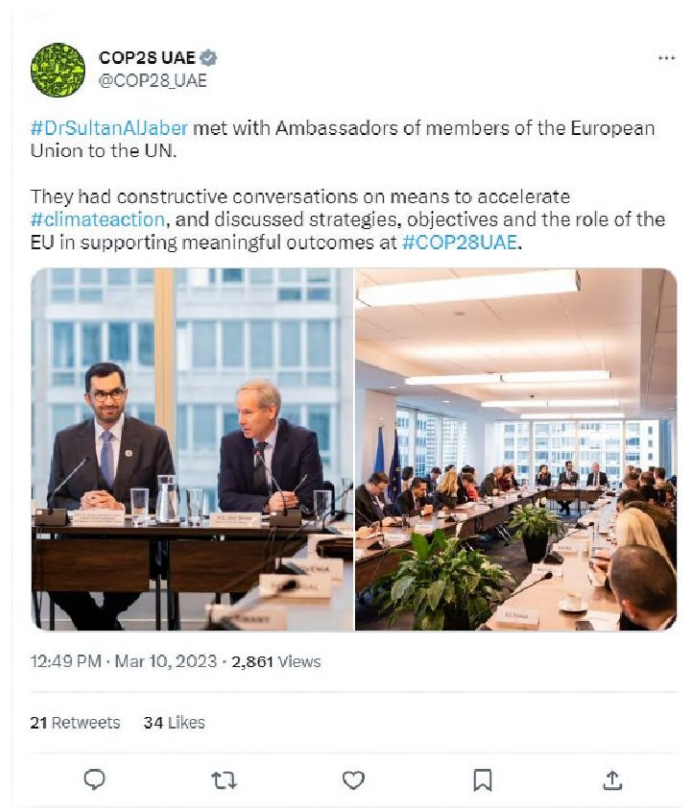 COP28 UAE
@COP28_UAE
#DrSultanAlJaber met with Ambassadors of members of the European
Union to the UN.
They had constructive conversations on means to accelerate
#climateaction, and discussed strategies, objectives and the role of the
EU in supporting meaningful outcomes at #COP28UAE.
12:49 PM · Mar 10, 2023 · 2,861 Views
21 Retweets 34 Likes